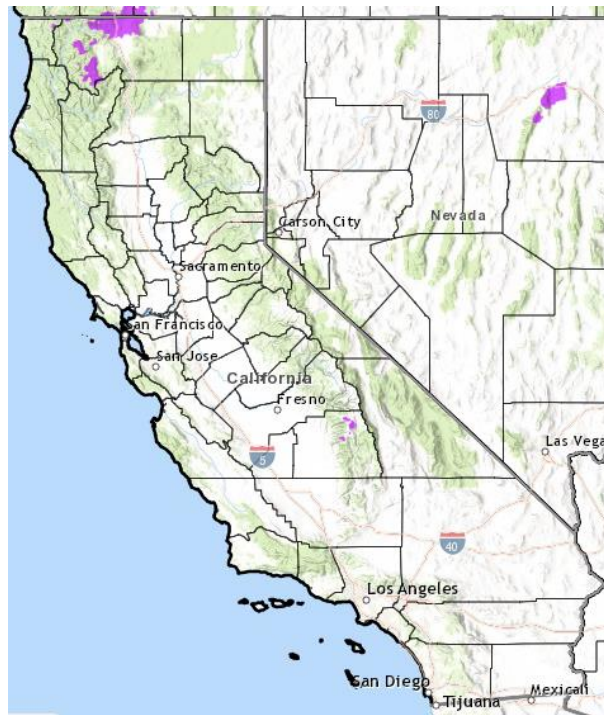 80
Nevada
Carson City
Sacramento
San Francisco
San Jose
California
Fresno
Las Vega
5
40
Los Angeles
San Diego
Tijuana
Mexicali